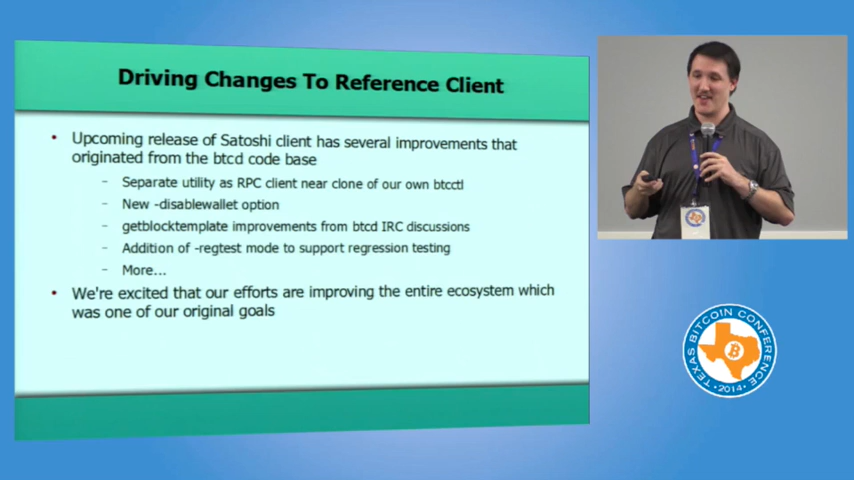 Driving Changes To Reference Client
• Upcoming release of Satoshi client has several improvements that
originated from the btcd code base
– Separate utility as RPC client near clone of our own btcctl
– New -disablewallet option
– getblocktemplate improvements from btcd IRC discussions
– Addition of -regtest mode to support regression testing
– More...
• We're excited that our efforts are improving the entire ecosystem which
was one of our original goals
TEXAS BITCOIN CONFERENCE
2014